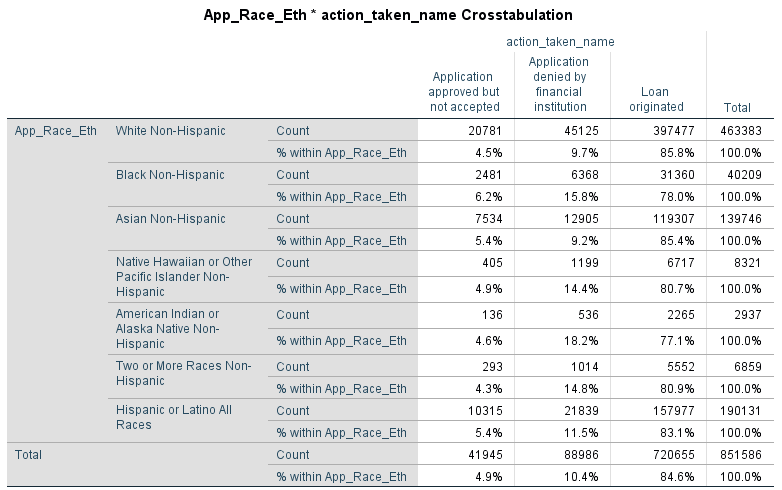 App_Race_Eth * action_taken_name Crosstabulation
action_taken_name
Application approved but not accepted Application denied by financial institution Loan originated Total
App_Race_Eth White Non-Hispanic Count 20781 45125 397477 463383
% within App_Race_Eth 4.5% 9.7% 85.8% 100.0%
Black Non-Hispanic Count 2481 6368 31360 40209
% within App_Race_Eth 6.2% 15.8% 78.0% 100.0%
Asian Non-Hispanic Count 7534 12905 119307 139746
% within App_Race_Eth 5.4% 9.2% 85.4% 100.0%
Native Hawaiian or Other Pacific Islander Non-Hispanic Count 405 1199 6717 8321
% within App_Race_Eth 4.9% 14.4% 80.7% 100.0%
American Indian or Alaska Native Non-Hispanic Count 136 536 2265 2937
% within App_Race_Eth 4.6% 18.2% 77.1% 100.0%
Two or More Races Non-Hispanic Count 293 1014 5552 6859
% within App_Race_Eth 4.3% 14.8% 80.9% 100.0%
Hispanic or Latino All Races Count 10315 21839 157977 190131
% within App_Race_Eth 5.4% 11.5% 83.1% 100.0%
Total Count 41945 88986 720655 851586
% within App_Race_Eth 4.9% 10.4% 84.6% 100.0%